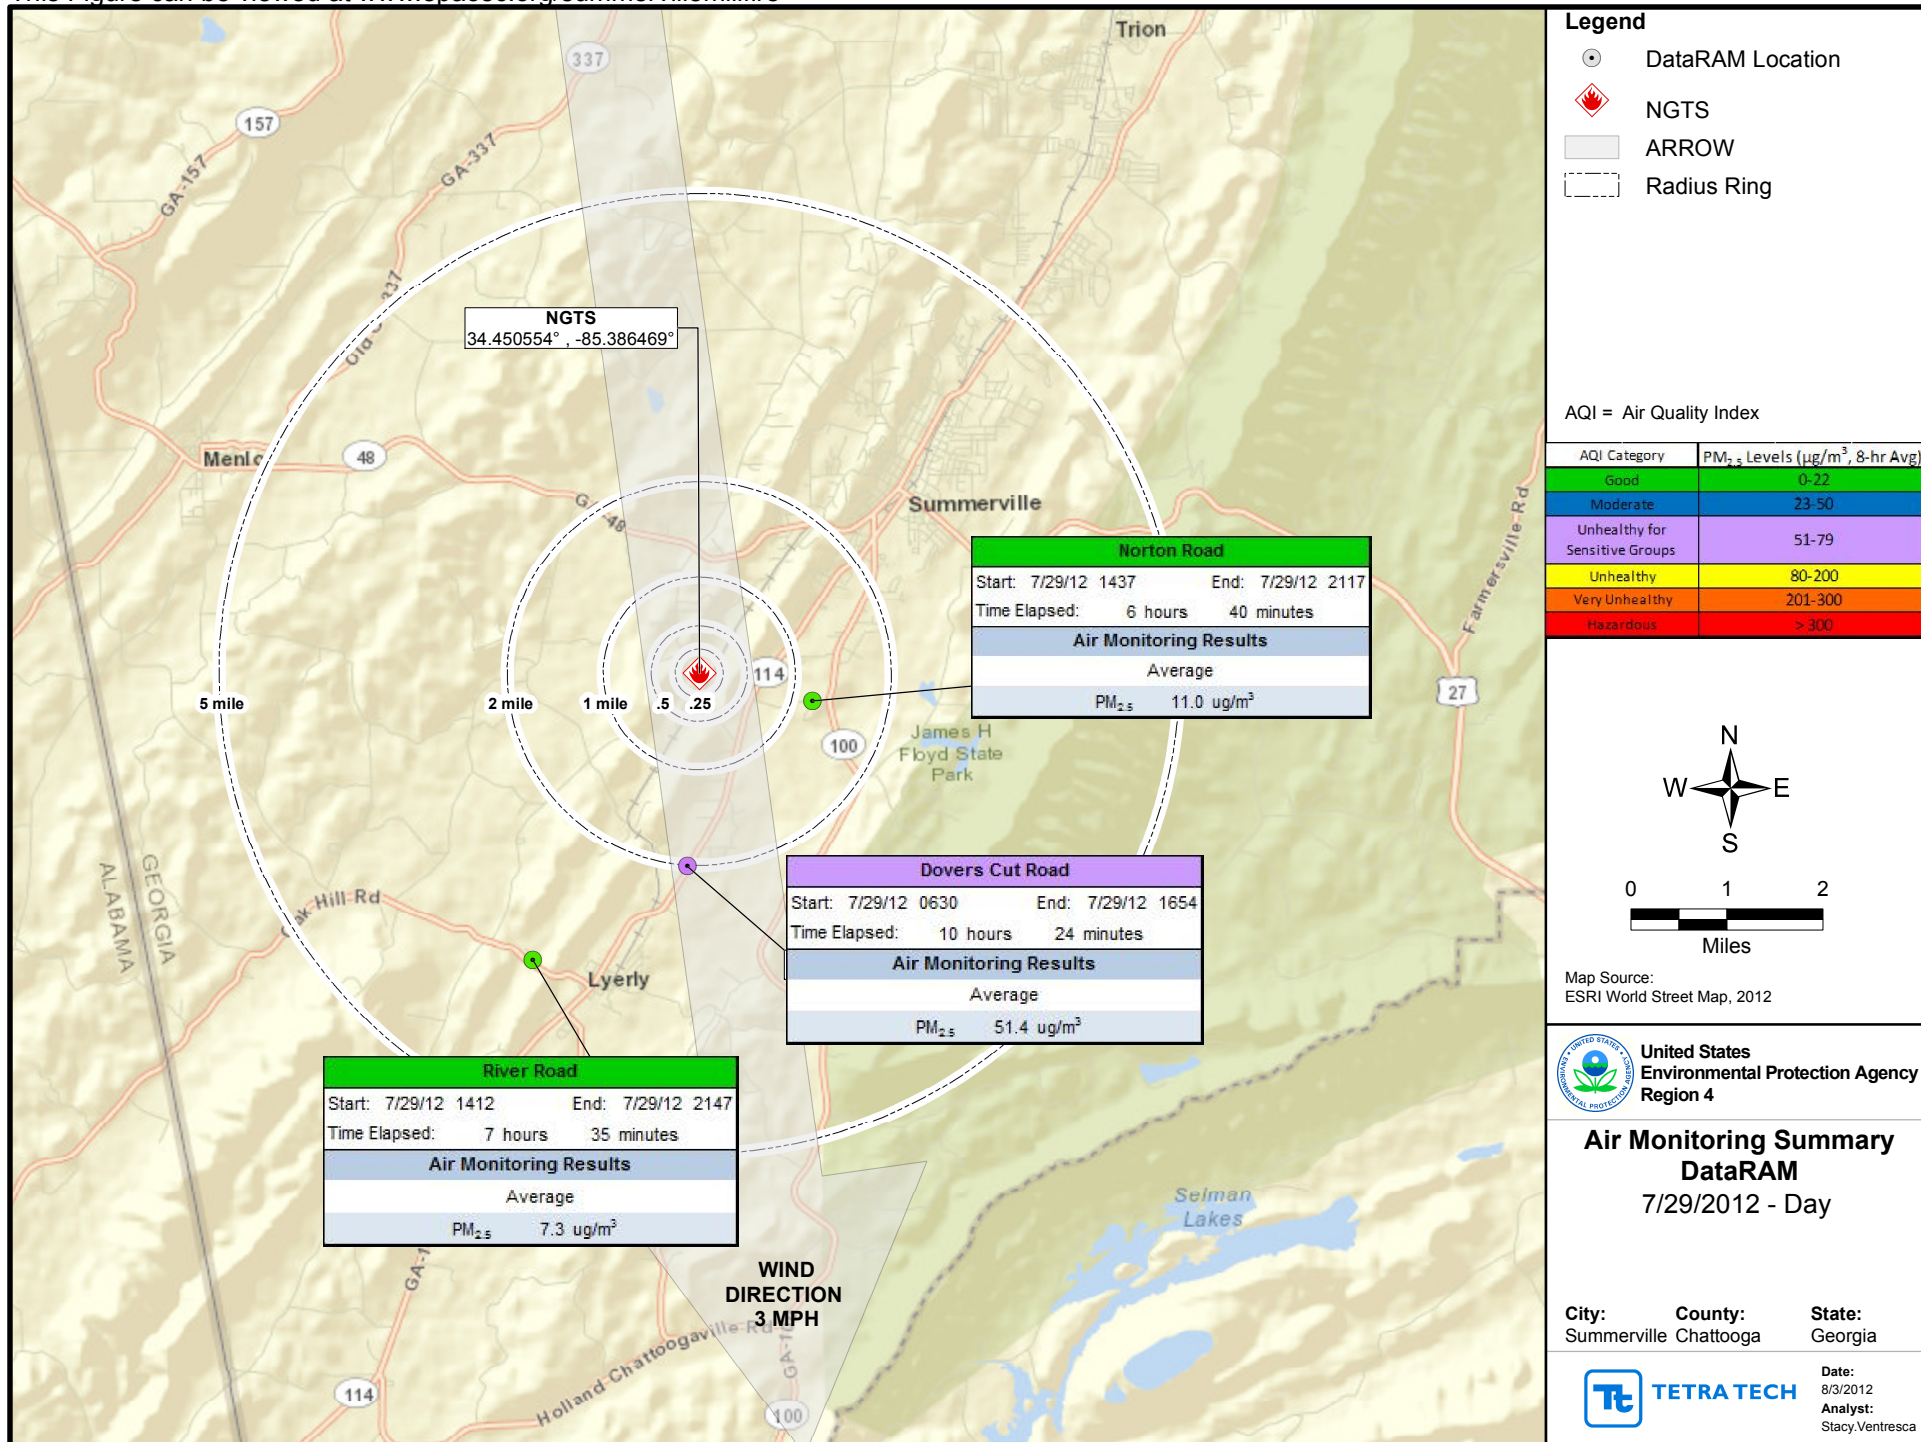 Trion
337
157
GA-157
GA-337
Old
337
NGTS
34.450554° , -85.386469°
Menlo
48
GA-48
Summerville
Farmersville Rd
27
114
100
5 mile
2 mile
1 mile
.5
.25
James H
Floyd State
Park
Norton Road
Start: 7/29/12 1437 End: 7/29/12 2117
Time Elapsed: 6 hours 40 minutes
Air Monitoring Results
Average
PM2.5 11.0 ug/m³
Dovers Cut Road
Start: 7/29/12 0630 End: 7/29/12 1654
Time Elapsed: 10 hours 24 minutes
Air Monitoring Results
Average
PM2.5 51.4 ug/m³
GEORGIA
ALABAMA
Hill Rd
Lyerly
River Road
Start: 7/29/12 1412 End: 7/29/12 2147
Time Elapsed: 7 hours 35 minutes
Air Monitoring Results
Average
PM2.5 7.3 ug/m³
Selman
Lakes
WIND
DIRECTION
3 MPH
Holland Chattoogaville Rd
114
100
Legend
DataRAM Location
NGTS
ARROW
Radius Ring
AQI = Air Quality Index
AQI Category PM2.5 Levels (µg/m³, 8-hr Avg)
Good 0-22
Moderate 23-50
Unhealthy for
Sensitive Groups 51-79
Unhealthy 80-200
Very Unhealthy 201-300
Hazardous >300
N
W E
S
0 1 2
Miles
Map Source:
ESRI World Street Map, 2012
United States
Environmental Protection Agency
Region 4
Air Monitoring Summary
DataRAM
7/29/2012 - Day
City: County: State:
Summerville Chattooga Georgia
Tt TETRA TECH
Date:
8/3/2012
Analyst:
Stacy.Ventresca